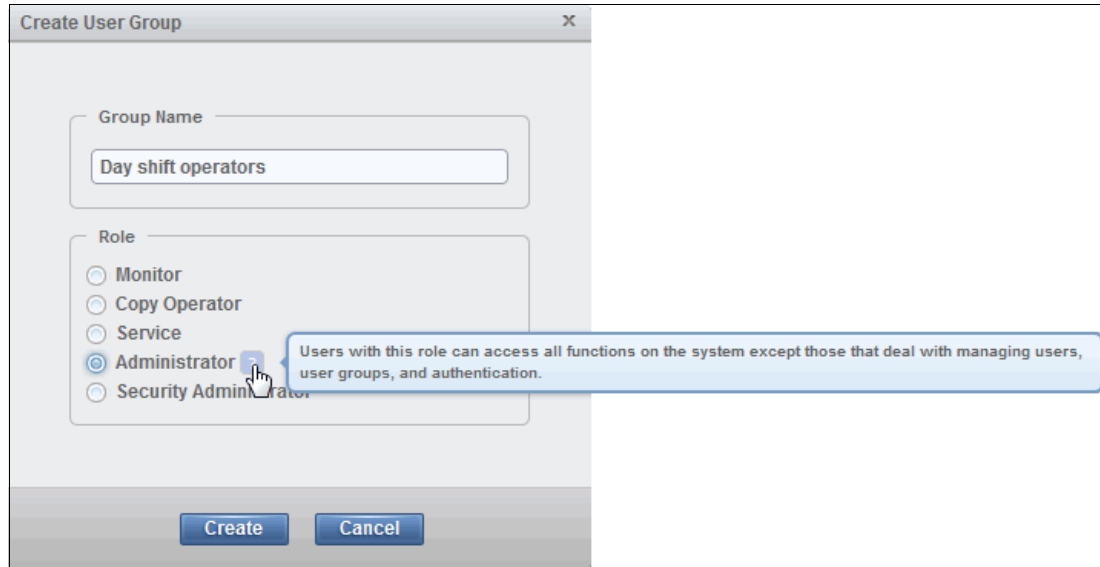 Create User Group
x
Group Name
Day shift operators
Role
Monitor
Copy Operator
Service
Administrator ?
Users with this role can access all functions on the system except those that deal with managing users,
user groups, and authentication.
Security Administrator
Create
Cancel